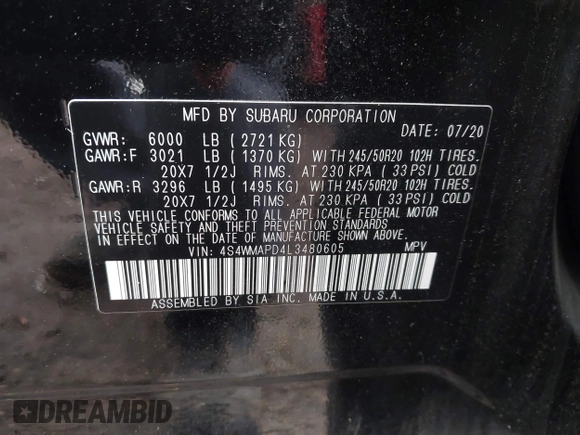 MFD BY SUBARU CORPORATION
GVWR: 6000 LB (2721 KG) DATE: 07/20
GAWR:F 3021 LB (1370 KG) WITH 245/50R20 102H TIRES.
20X7 1/2J RIMS. AT 230 KPA (33PSI) COLD
GAWR:R 3296 LB (1495 KG) WITH 245/50R20 102H TIRES.
20X7 1/2J RIMS. AT 230 KPA (33PSI) COLD
THIS VEHICLE CONFORMS TO ALL APPLICABLE FEDERAL MOTOR
VEHICLE SAFETY AND THEFT PREVENTION STANDARDS
IN EFFECT ON THE DATE OF MANUFACTURE SHOWN ABOVE.
VIN: 4S4WMAPD4L3480605 MPV
ASSEMBLED BY SIA INC. MADE IN U.S.A.
DREAMBID